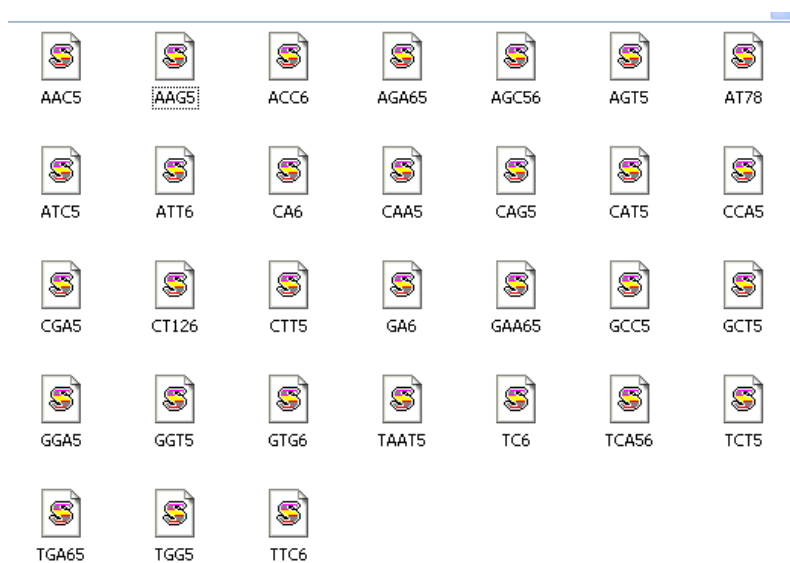 AAC5 AAG5 ACC6 AGA65 AGC56 AGT5 AT78
ATC5 ATT6 CA6 CAA5 CAG5 CAT5 CCA5
CGA5 CT126 CTT5 GA6 GAA65 GCC5 GCT5
GGA5 GGT5 GTG6 TAAT5 TC6 TCA56 TCT5
TGA65 TGG5 TTC6